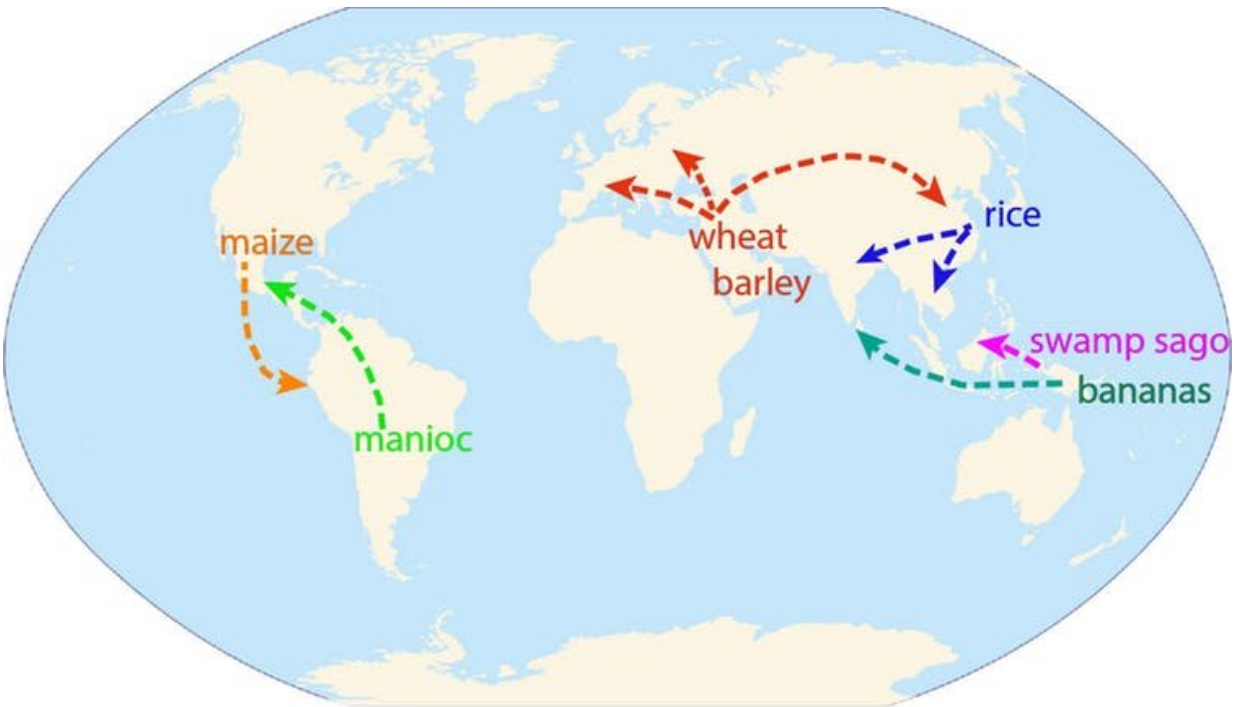 rice
maize
wheat
barley
swamp sago
bananas
manioc